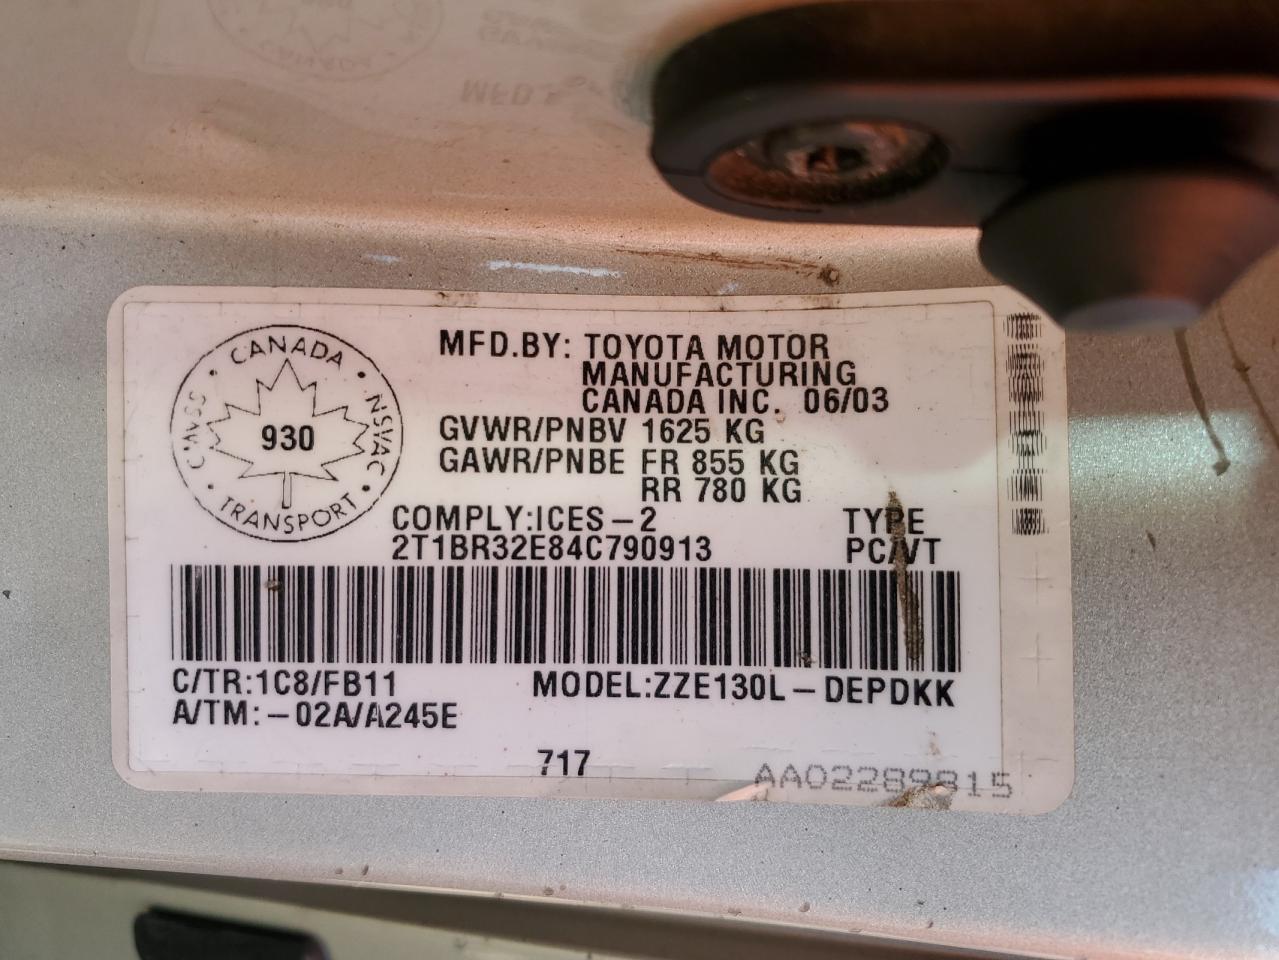 CANADA
CMVSS
NSVAC
930
TRANSPORT
MFD.BY: TOYOTA MOTOR
MANUFACTURING
CANADA INC. 06/03
GVWR/PNBV 1625 KG
GAWR/PNBE FR 855 KG
RR 780 KG
COMPLY:ICES-2 TYPE
2T1BR32E84C790913 PC/VT
C/TR:1C8/FB11 MODEL:ZZE130L-DEPDKK
A/TM:-02A/A245E
717
AA02289815